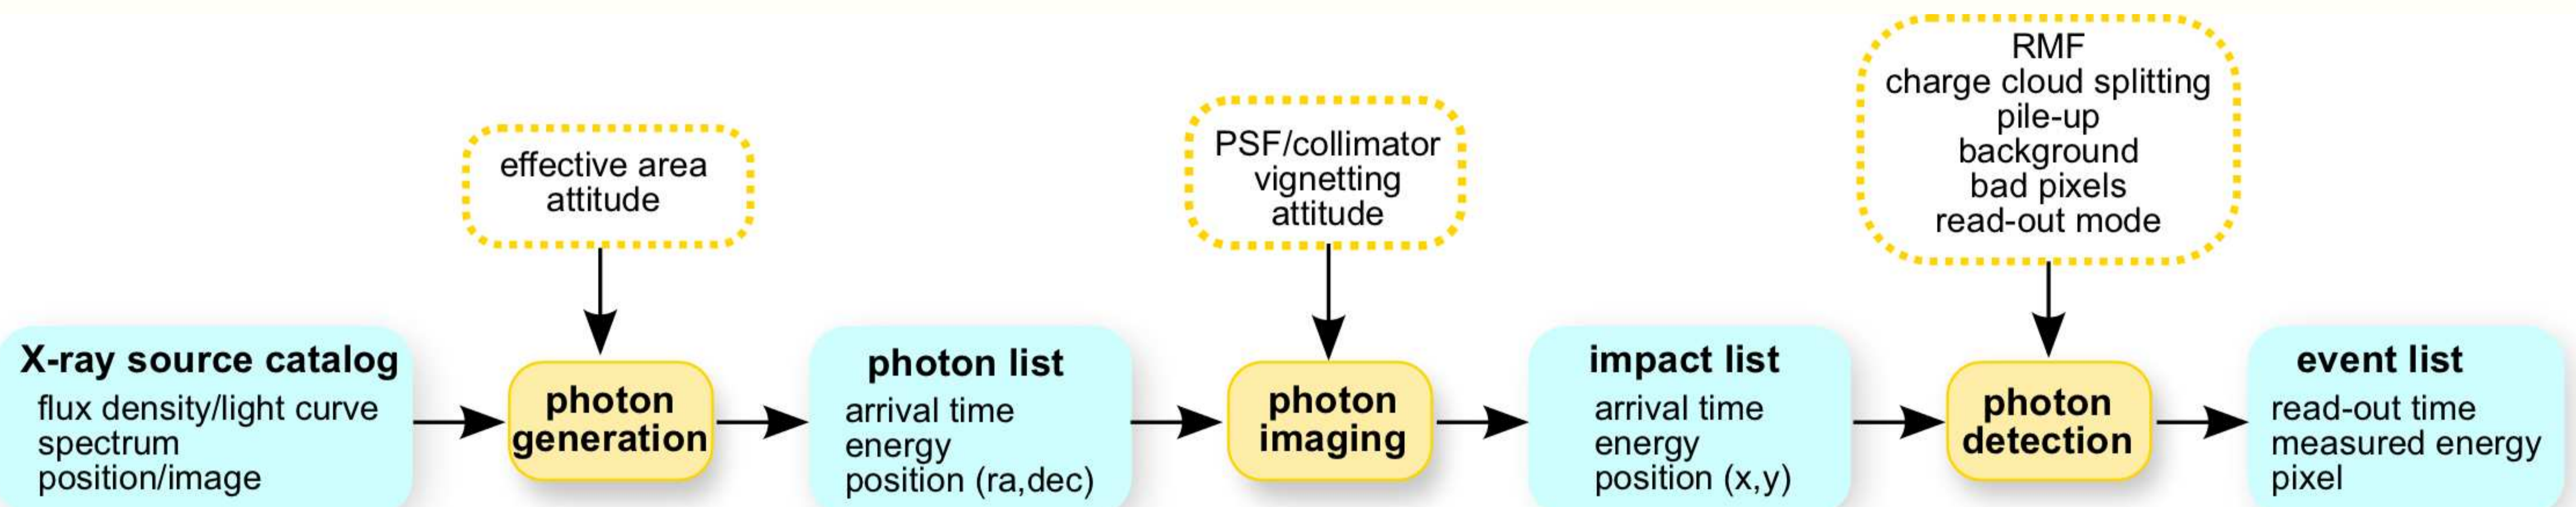 effective area
attitude
PSF/collimator
vignetting
attitude
RMF
charge cloud splitting
pile-up
background
bad pixels
read-out mode
X-ray source catalog
flux density/light curve
spectrum
position/image
photon
generation
photon list
arrival time
energy
position (ra,dec)
photon
imaging
impact list
arrival time
energy
position (x,y)
photon
detection
event list
read-out time
measured energy
pixel